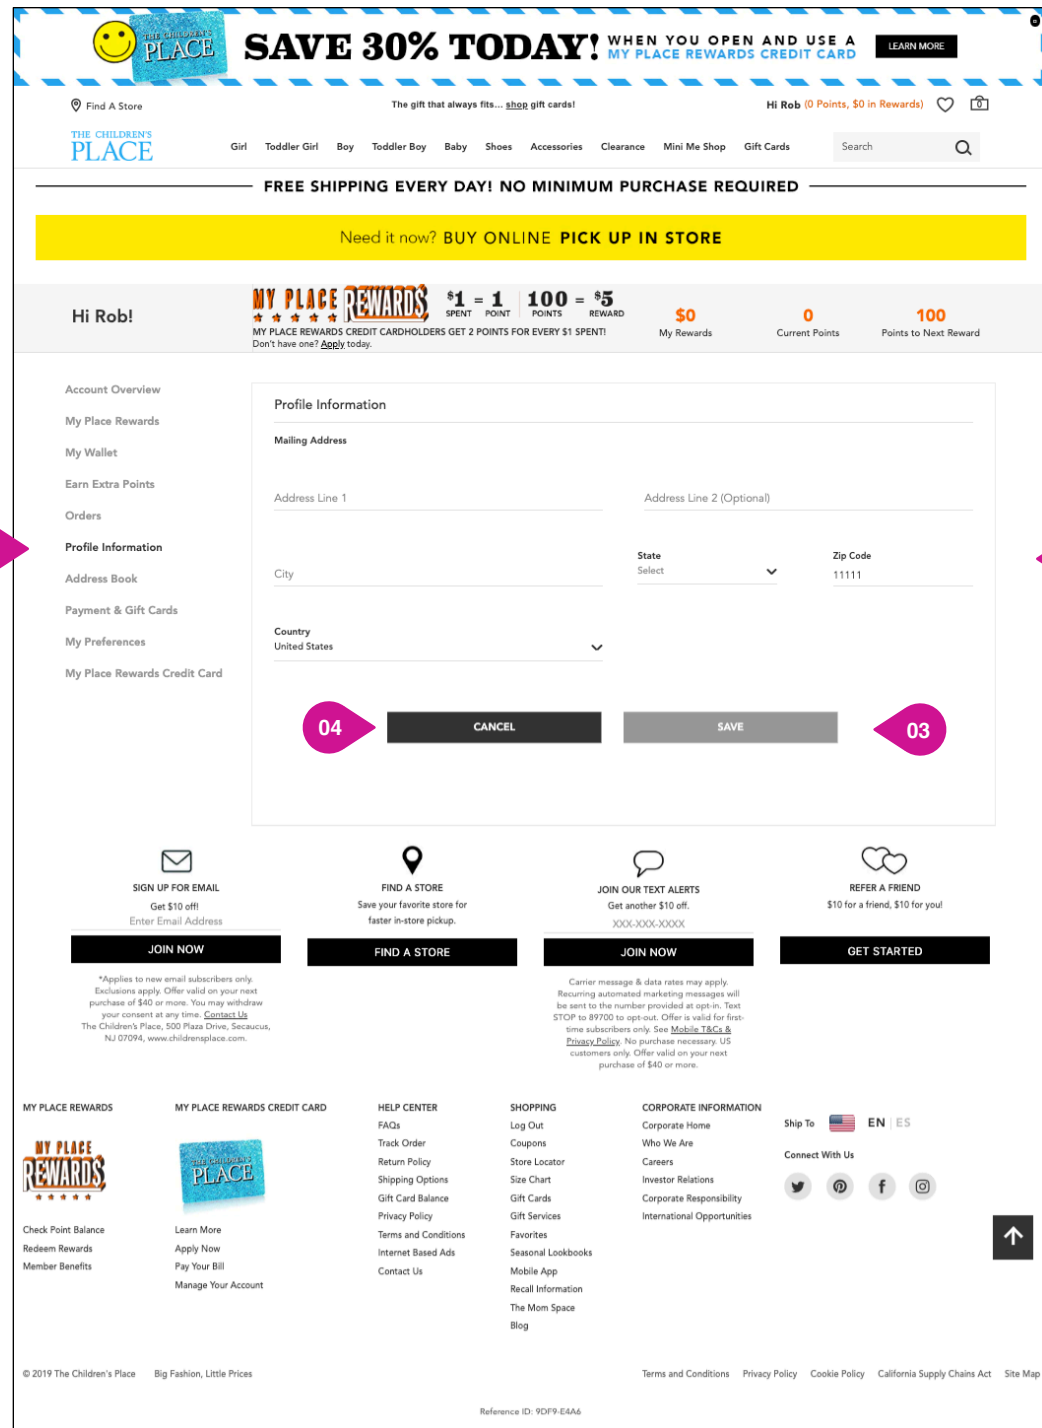 THE CHILDREN'S
PLACE
SAVE 30% TODAY!
WHEN YOU OPEN AND USE A
MY PLACE REWARDS CREDIT CARD
LEARN MORE
Find A Store
The gift that always fits... shop gift cards!
Hi Rob (0 Points, $0 in Rewards)
0
THE CHILDREN'S
PLACE
Girl Toddler Girl Boy Toddler Boy Baby Shoes Accessories Clearance Mini Me Shop Gift Cards
Search
FREE SHIPPING EVERY DAY! NO MINIMUM PURCHASE REQUIRED
Need it now? BUY ONLINE PICK UP IN STORE
Hi Rob!
MY PLACE REWARDS
$1 = 1 100 = $5
SPENT POINT POINTS REWARD
MY PLACE REWARDS CREDIT CARDHOLDERS GET 2 POINTS FOR EVERY $1 SPENT!
Don't have one? Apply today.
$0
My Rewards
0
Current Points
100
Points to Next Reward
Account Overview
My Place Rewards
My Wallet
Earn Extra Points
Orders
Profile Information
Address Book
Payment & Gift Cards
My Preferences
My Place Rewards Credit Card
Profile Information
Mailing Address
Address Line 1
Address Line 2 (Optional)
City
State
Select
Zip Code
11111
Country
United States
04
CANCEL
SAVE
03
SIGN UP FOR EMAIL
Get $10 off!
Enter Email Address
JOIN NOW
*Applies to new email subscribers only.
Exclusions apply. Offer valid on your next
purchase of $40 or more. You may withdraw
your consent at any time. Contact Us
The Children's Place, 500 Plaza Drive, Secaucus,
NJ 07094, www.childrensplace.com.
FIND A STORE
Save your favorite store for
faster in-store pickup.
FIND A STORE
JOIN OUR TEXT ALERTS
Get another $10 off.
XXX-XXX-XXXX
JOIN NOW
Carrier message & data rates may apply.
Recurring automated marketing messages will
be sent to the number provided at opt-in. Text
STOP to 89700 to opt-out. Offer is valid for first-
time subscribers only. See Mobile T&Cs &
Privacy Policy. No purchase necessary. US
customers only. Offer valid on your next
purchase of $40 or more.
REFER A FRIEND
$10 for a friend, $10 for you!
GET STARTED
MY PLACE REWARDS
MY PLACE
REWARDS
Check Point Balance
Redeem Rewards
Member Benefits
MY PLACE REWARDS CREDIT CARD
THE CHILDREN'S
PLACE
Learn More
Apply Now
Pay Your Bill
Manage Your Account
HELP CENTER
FAQs
Track Order
Return Policy
Shipping Options
Gift Card Balance
Privacy Policy
Terms and Conditions
Internet Based Ads
Contact Us
SHOPPING
Log Out
Coupons
Store Locator
Size Chart
Gift Cards
Gift Services
Favorites
Seasonal Lookbooks
Mobile App
Recall Information
The Mom Space
Blog
CORPORATE INFORMATION
Corporate Home
Who We Are
Careers
Investor Relations
Corporate Responsibility
International Opportunities
Ship To EN | ES
Connect With Us
© 2019 The Children's Place Big Fashion, Little Prices
Terms and Conditions Privacy Policy Cookie Policy California Supply Chains Act Site Map
Reference ID: 9DF9-E4A6